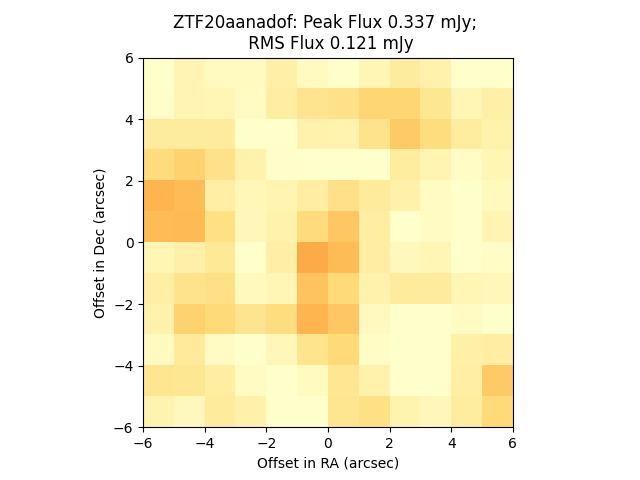 ZTF20aanadof: Peak Flux 0.337 mJy;
RMS Flux 0.121 mJy
6
4
2
0
−2
−4
−6
Offset in Dec (arcsec)
−6 −4 −2 0 2 4 6
Offset in RA (arcsec)